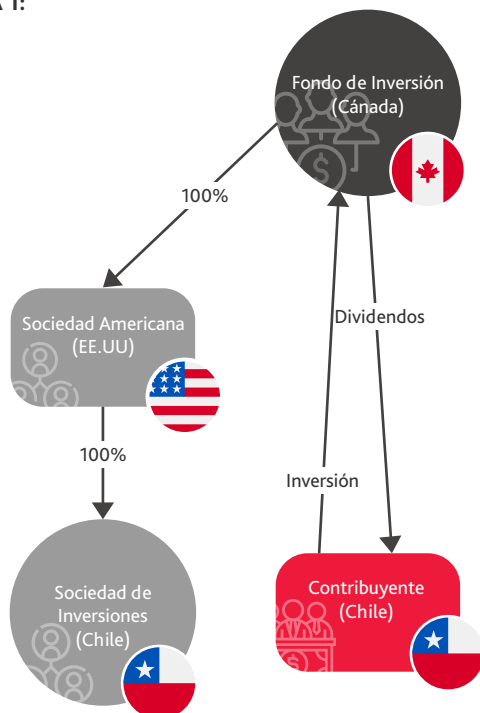 Fondo de Inversión
(Cánada)
100%
Sociedad Americana
(EE.UU)
Dividendos
100%
Inversión
Sociedad de
Inversiones
(Chile)
Contribuyente
(Chile)